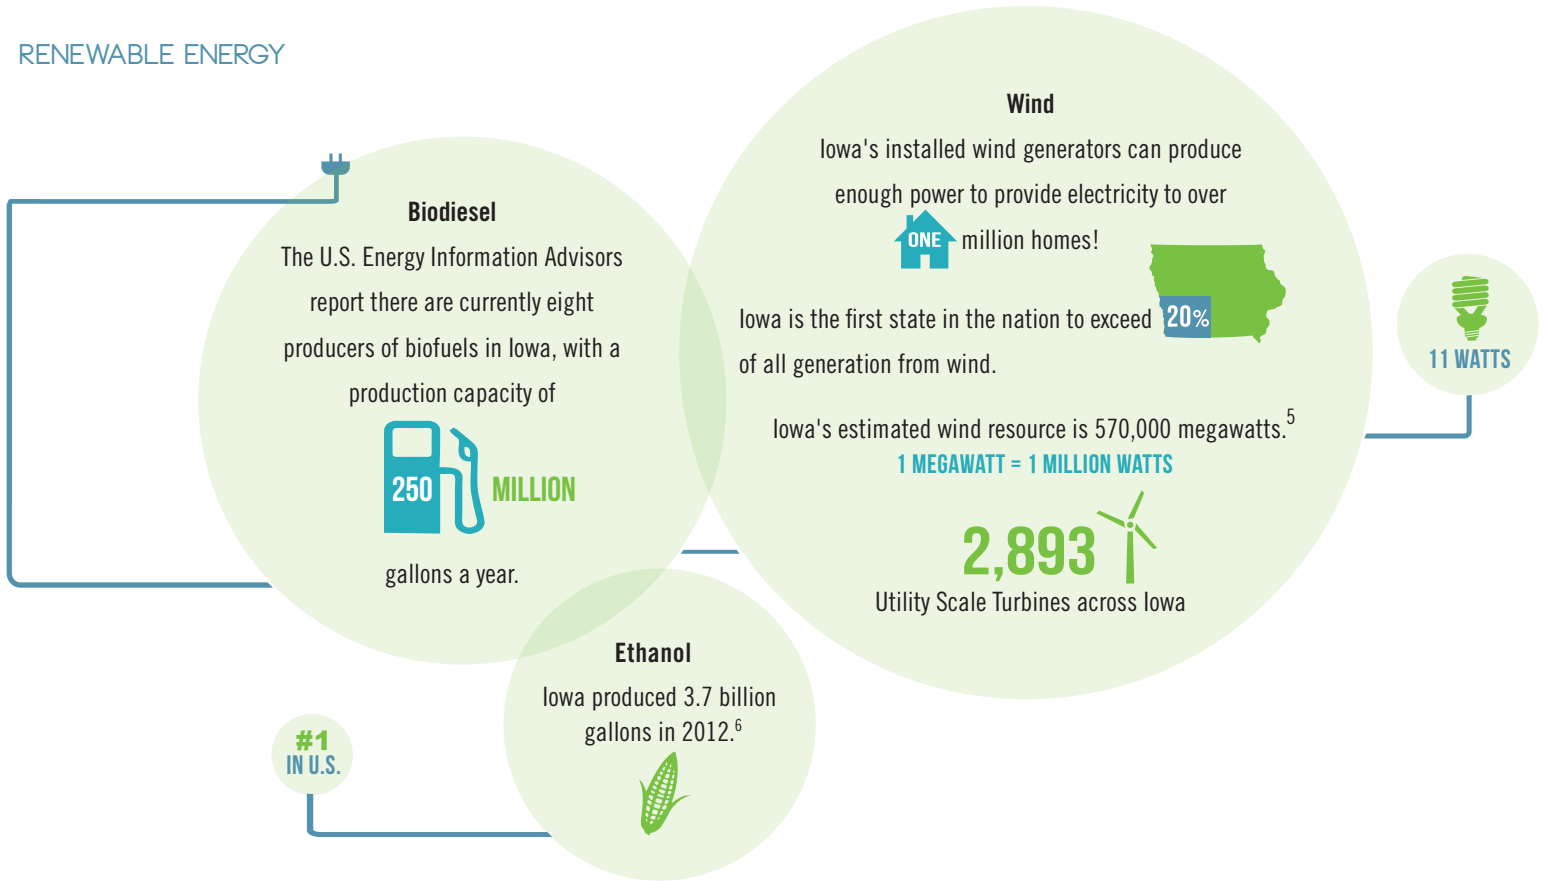 RENEWABLE ENERGY
Biodiesel
The U.S. Energy Information Advisors
report there are currently eight
producers of biofuels in Iowa, with a
production capacity of
250 MILLION
gallons a year.
Wind
Iowa's installed wind generators can produce
enough power to provide electricity to over
ONE million homes!
Iowa is the first state in the nation to exceed 20%
of all generation from wind.
Iowa's estimated wind resource is 570,000 megawatts.5
1 MEGAWATT = 1 MILLION WATTS
2,893
Utility Scale Turbines across Iowa
11 WATTS
Ethanol
Iowa produced 3.7 billion
gallons in 2012.6
#1
IN U.S.